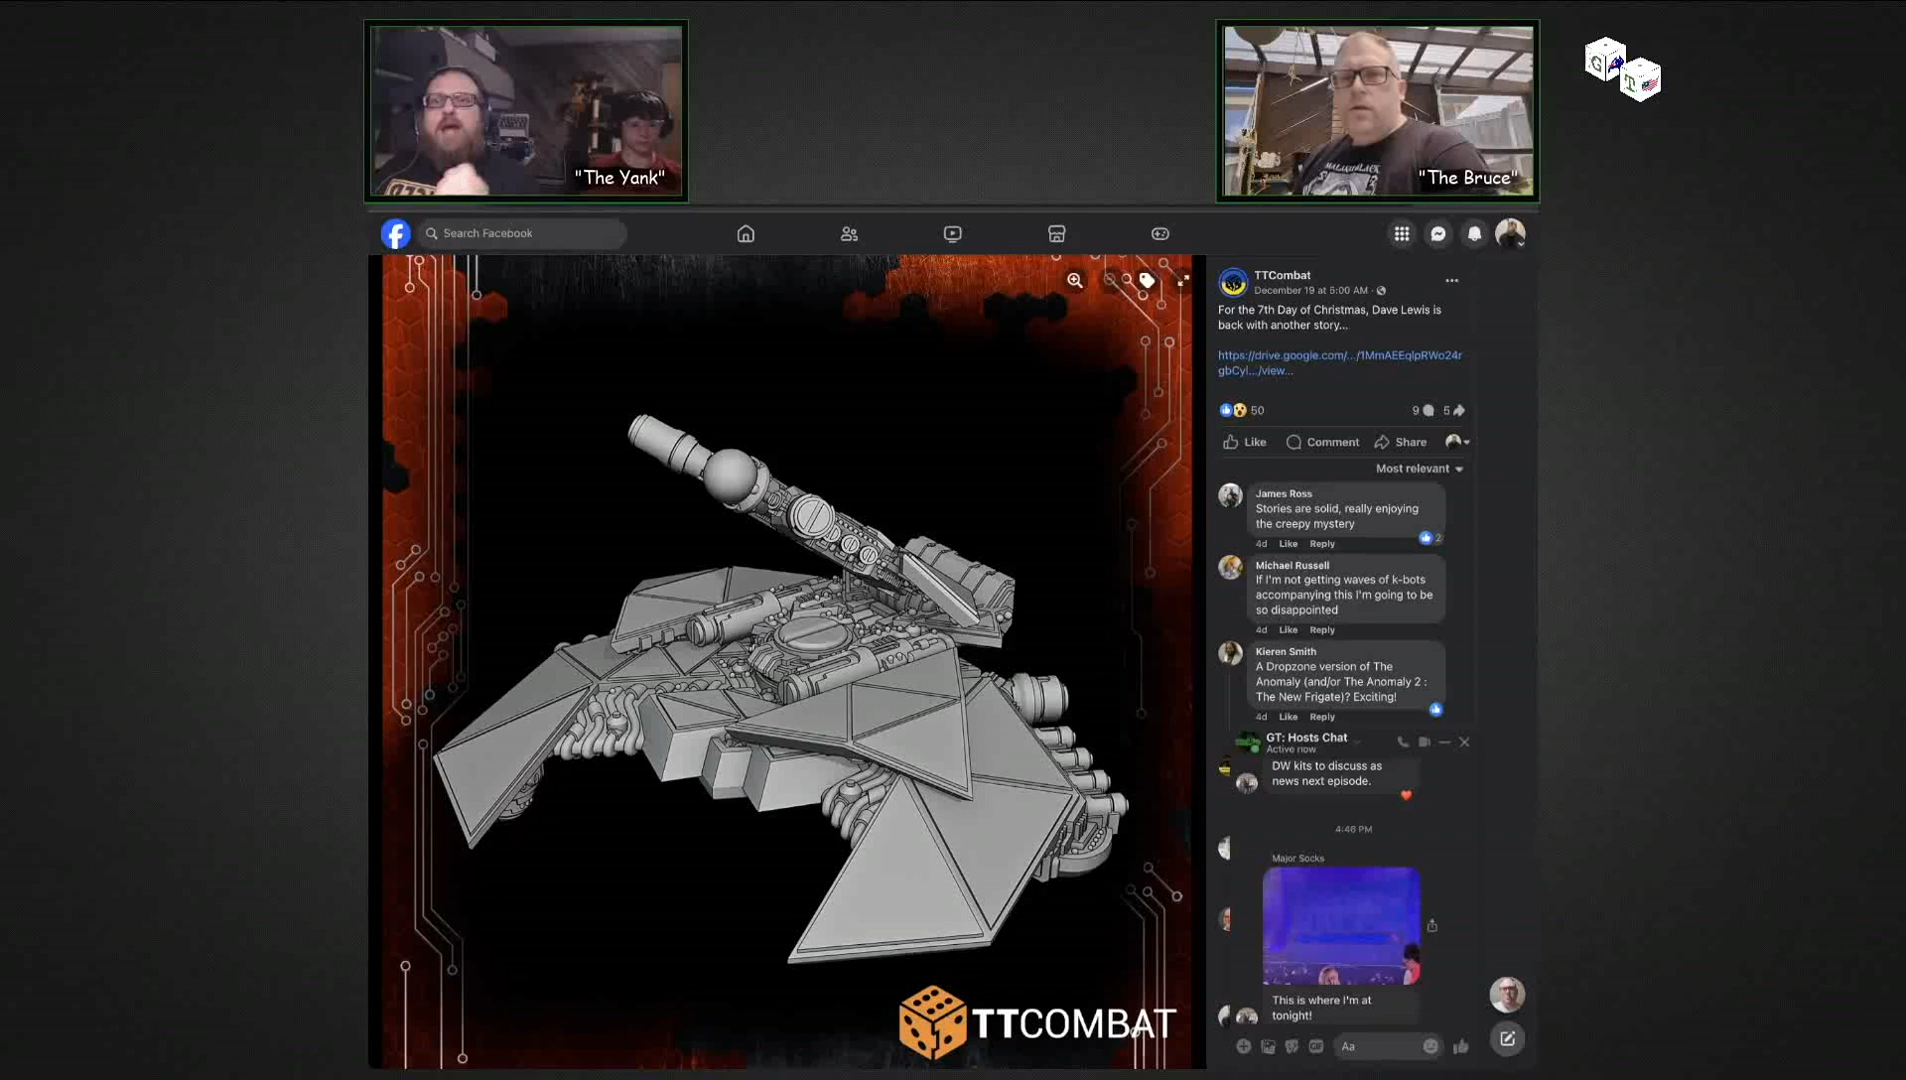 "The Yank"
MALIGNBLACK
"The Bruce"
G
T
Search Facebook
TTCombat
December 19 at 5:00 AM ·
For the 7th Day of Christmas, Dave Lewis is
back with another story...
https://drive.google.com/.../1MmAEEqlpRWo24r
gbCyl.../view...
50
9
5
Like
Comment
Share
Most relevant
James Ross
Stories are solid, really enjoying
the creepy mystery
4d Like Reply
2
Michael Russell
If I'm not getting waves of k-bots
accompanying this I'm going to be
so disappointed
4d Like Reply
Kieren Smith
A Dropzone version of The
Anomaly (and/or The Anomaly 2 :
The New Frigate)? Exciting!
4d Like Reply
GT: Hosts Chat
Active now
DW kits to discuss as
news next episode.
4:46 PM
Major Socks
This is where I'm at
tonight!
GIF
Aa
TTCOMBAT